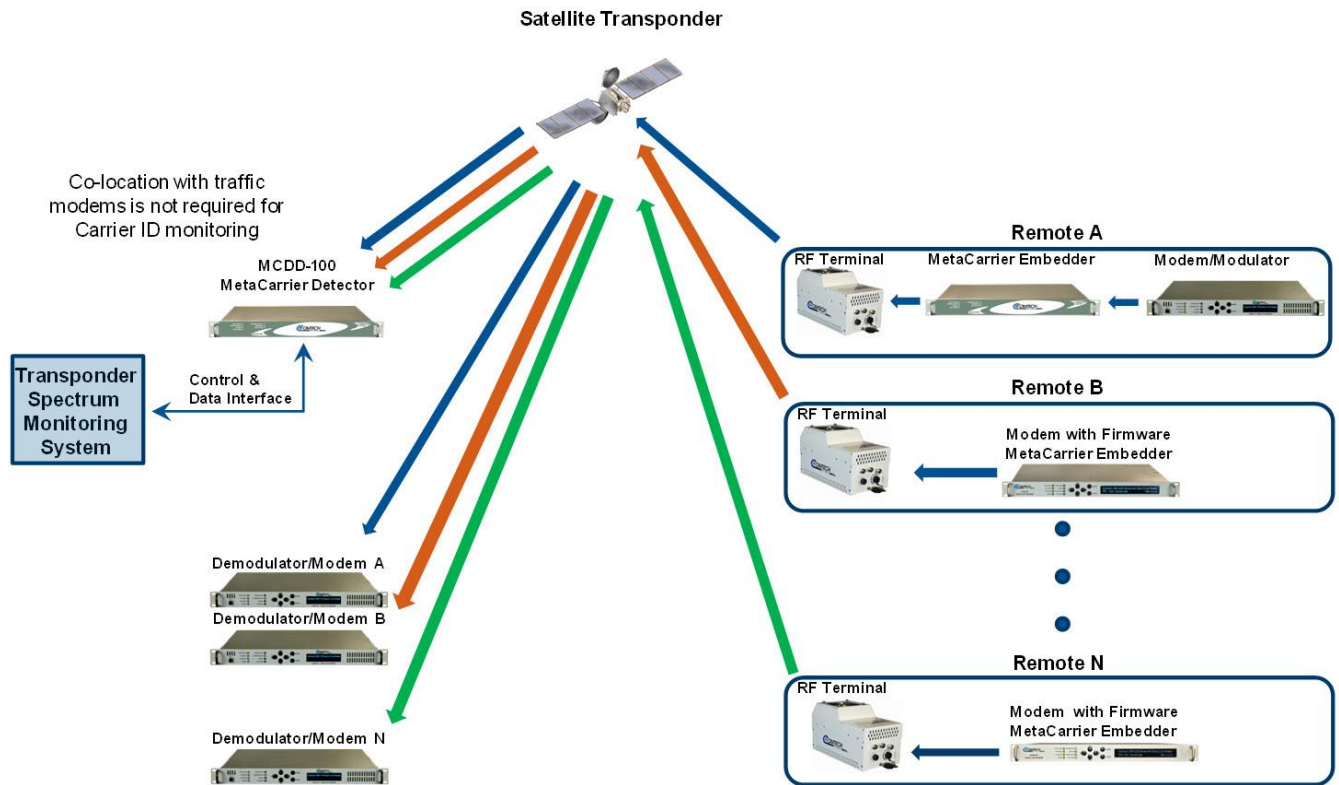 Satellite Transponder
Co-location with traffic
modems is not required for
Carrier ID monitoring
MCDD-100
MetaCarrier Detector
Transponder
Spectrum
Monitoring
System
Control &
Data Interface
Demodulator/Modem A
Demodulator/Modem B
Demodulator/Modem N
Remote A
RF Terminal
MetaCarrier Embedder
Modem/Modulator
COMTECH
Remote B
RF Terminal
Modem with Firmware
MetaCarrier Embedder
Remote N
RF Terminal
Modem with Firmware
MetaCarrier Embedder